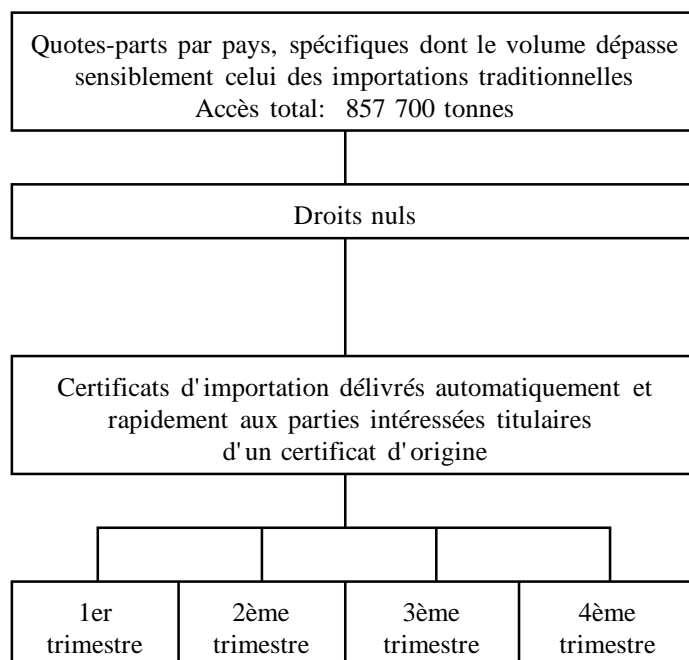 Quotes-parts par pays, spécifiques dont le volume dépasse
sensiblement celui des importations traditionnelles
Accès total: 857 700 tonnes
Droits nuls
Certificats d'importation délivrés automatiquement et
rapidement aux parties intéressées titulaires
d'un certificat d'origine
1er
trimestre
2ème
trimestre
3ème
trimestre
4ème
trimestre